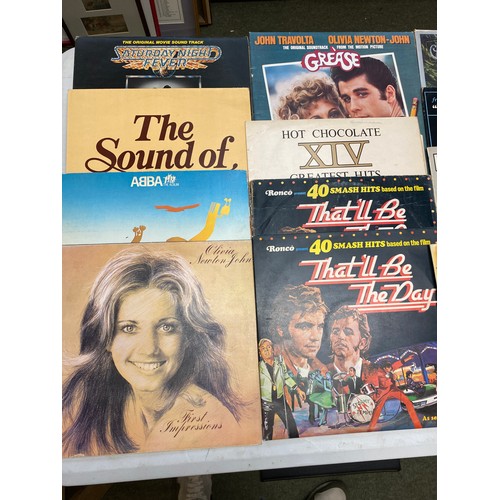 THE ORIGINAL MOVIE SOUND TRACK
SATURDAY NIGHT
FEVER
JOHN TRAVOLTA OLIVIA NEWTON-JOHN
THE ORIGINAL SOUNDTRACK FROM THE MOTION PICTURE
GREASE
The
Sound of
HOT CHOCOLATE
XIV
GREATEST HITS
ABBA
Ronco presents 40 SMASH HITS based on the film
That'll Be
Olivia
Newton-John
First
Impressions
Ronco presents 40 SMASH HITS based on the film
That'll Be
The Day